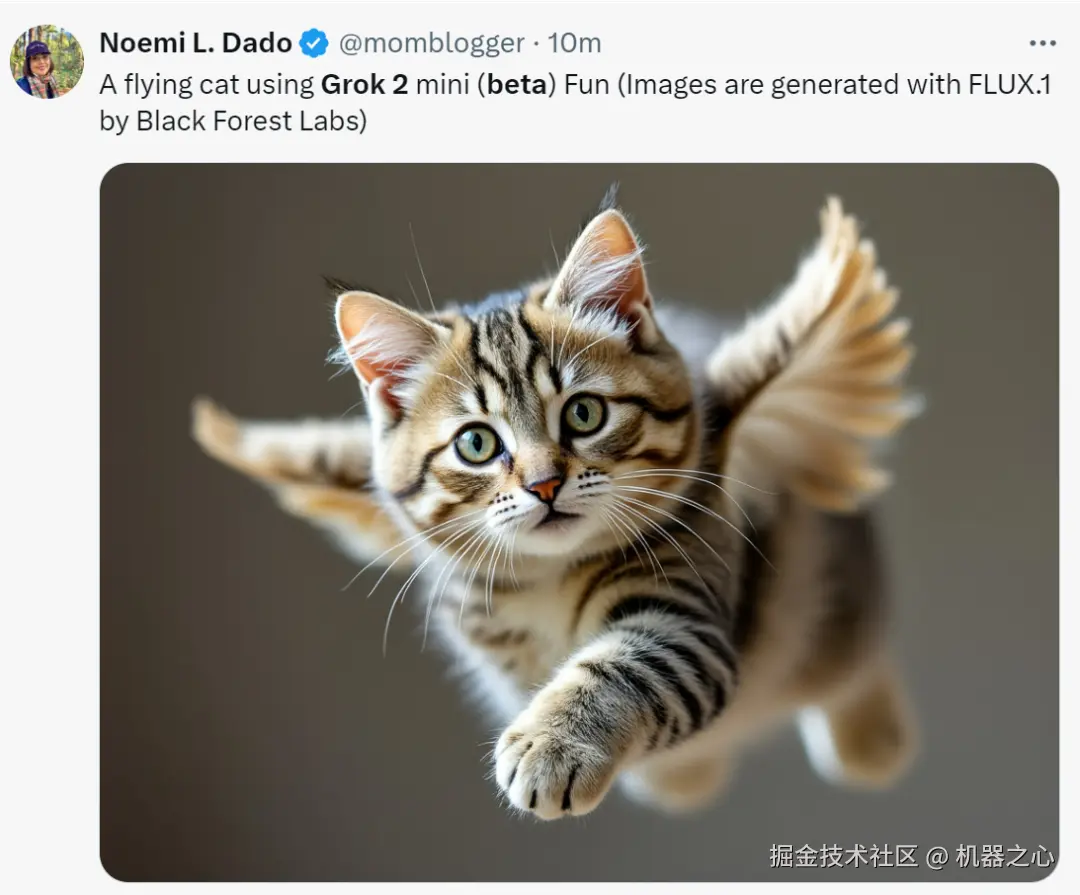 Noemi L. Dado @momblogger · 10m
A flying cat using Grok 2 mini (beta) Fun (Images are generated with FLUX.1
by Black Forest Labs)
掘金技术社区 @ 机器之心